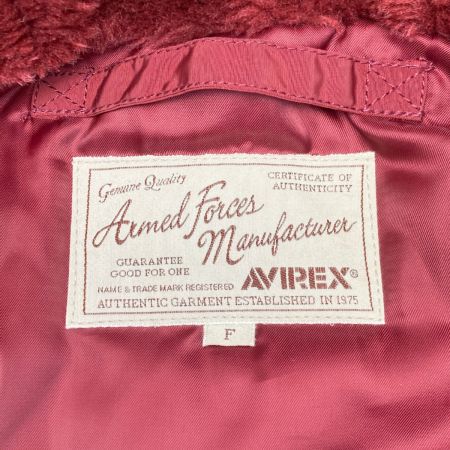 Genuine Quality
CERTIFICATE OF
AUTHENTICITY
Armed Forces
Manufacturer
GUARANTEE
GOOD FOR ONE
NAME & TRADE MARK REGISTERED
AVIREX®
AUTHENTIC GARMENT ESTABLISHED IN 1975
F